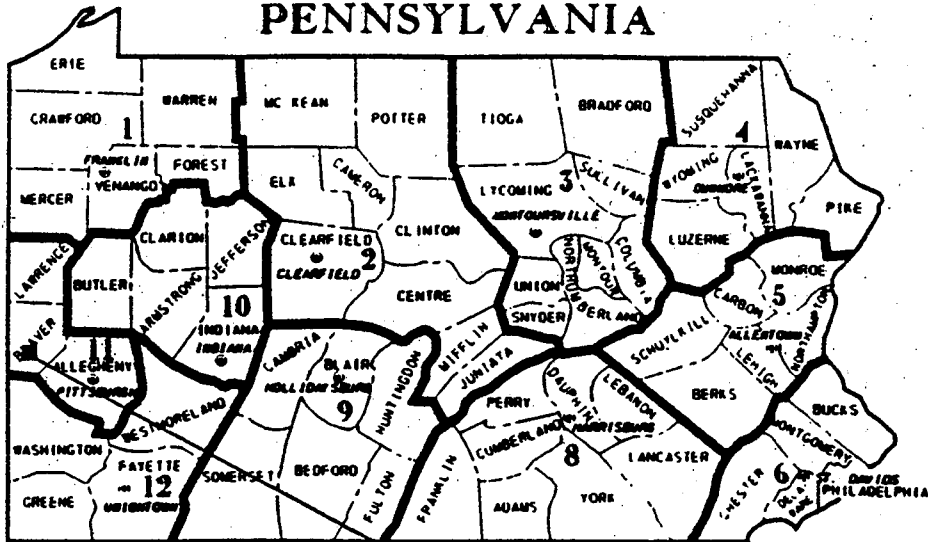 PENNSYLVANIA
ERIE
WARREN
MC KEAN
POTTER
TIOGA
BRADFORD
SUSQUEHANNA
WAYNE
CRAWFORD
1
4
FRANKLIN
VENANGO
FOREST
ELK
CAMERON
LYCOMING
3
SULLIVAN
WYOMING
DUNMORE
LACKAWANNA
PIKE
MERCER
MONTOURSVILLE
CLARION
JEFFERSON
CLEARFIELD
2
CLEARFIELD
CLINTON
LUZERNE
COLUMBIA
MONTOUR
NORTHUMBERLAND
UNION
SNYDER
LAWRENCE
BUTLER
ARMSTRONG
10
INDIANA
INDIANA
CENTRE
MONROE
CARBON
5
ALLENTOWN
NORTHAMPTON
LEHIGH
SCHUYLKILL
BEAVER
11
ALLEGHENY
PITTSBURGH
CAMBRIA
BLAIR
HOLLIDAYSBURG
9
HUNTINGDON
MIFFLIN
JUNIATA
PERRY
DAUPHIN
LEBANON
HARRISBURG
BERKS
BUCKS
MONTGOMERY
WESTMORELAND
WASHINGTON
FAYETTE
12
UNIONTOWN
GREENE
SOMERSET
BEDFORD
FULTON
FRANKLIN
CUMBERLAND
8
ADAMS
YORK
LANCASTER
CHESTER
6
ST DAVIDS
PHILADELPHIA